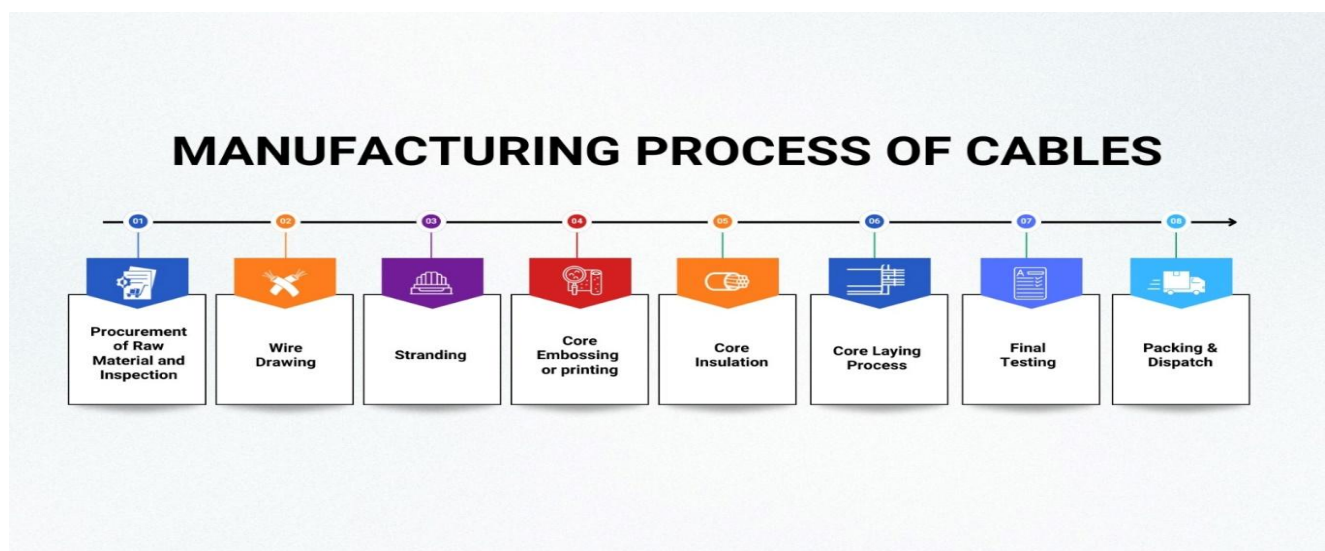 MANUFACTURING PROCESS OF CABLES
01
02
03
04
05
06
07
08
A
Procurement
of Raw
Material and
Inspection
Wire
Drawing
Stranding
Core
Embossing
or printing
Core
Insulation
Core Laying
Process
Final
Testing
Packing &
Dispatch